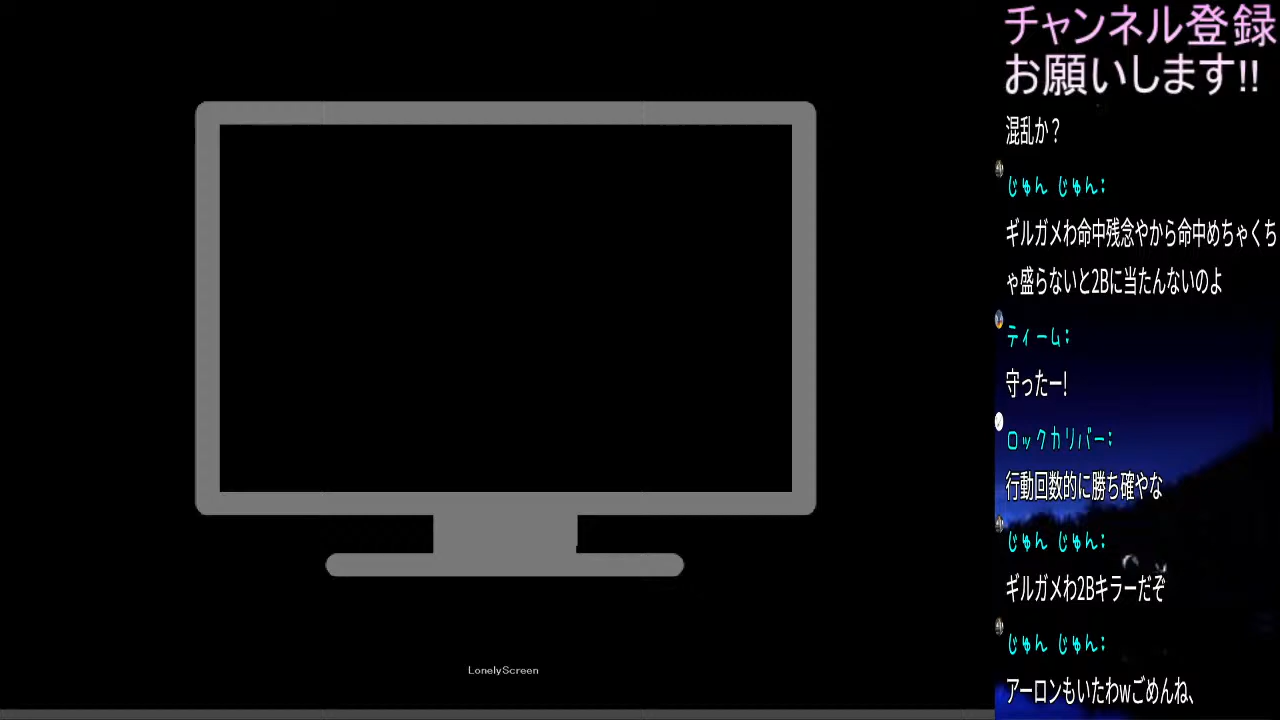 チャンネル登録
お願いします!!
混乱か？
じゅん じゅん:
ギルガメわ命中残念やから命中めちゃくち
ゃ盛らないと2Bに当たんないのよ
ティーム:
守ったー!
ロックカリバー:
行動回数的に勝ち確やな
じゅん じゅん:
ギルガメわ2Bキラーだぞ
じゅん じゅん:
アーロンもいたわwごめんね、
LonelyScreen